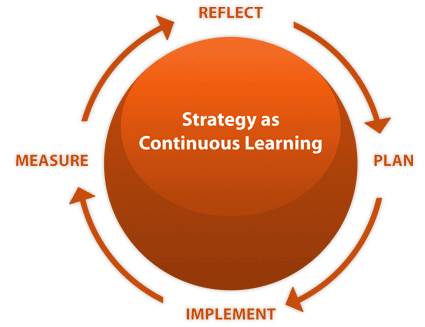 REFLECT
Strategy as
Continuous Learning
MEASURE
PLAN
IMPLEMENT